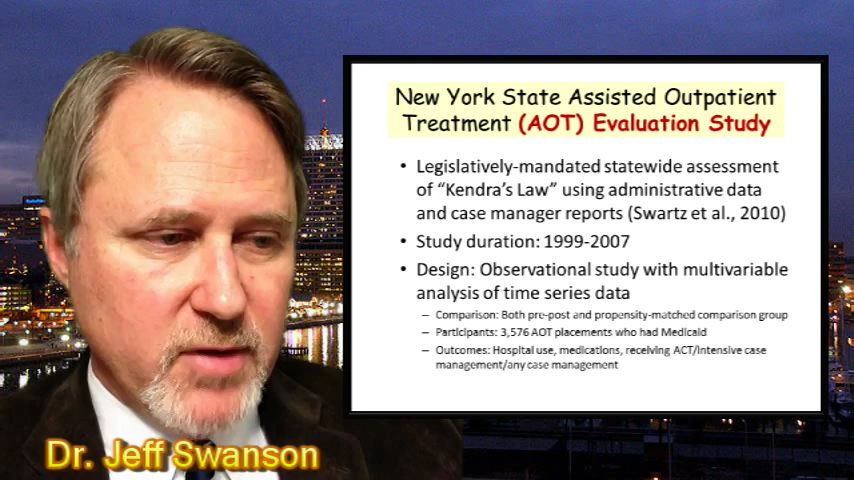 New York State Assisted Outpatient
Treatment (AOT) Evaluation Study
• Legislatively-mandated statewide assessment
of “Kendra’s Law” using administrative data
and case manager reports (Swartz et al., 2010)
• Study duration: 1999-2007
• Design: Observational study with multivariable
analysis of time series data
– Comparison: Both pre-post and propensity-matched comparison group
– Participants: 3,576 AOT placements who had Medicaid
– Outcomes: Hospital use, medications, receiving ACT/intensive case
management/any case management
Dr. Jeff Swanson